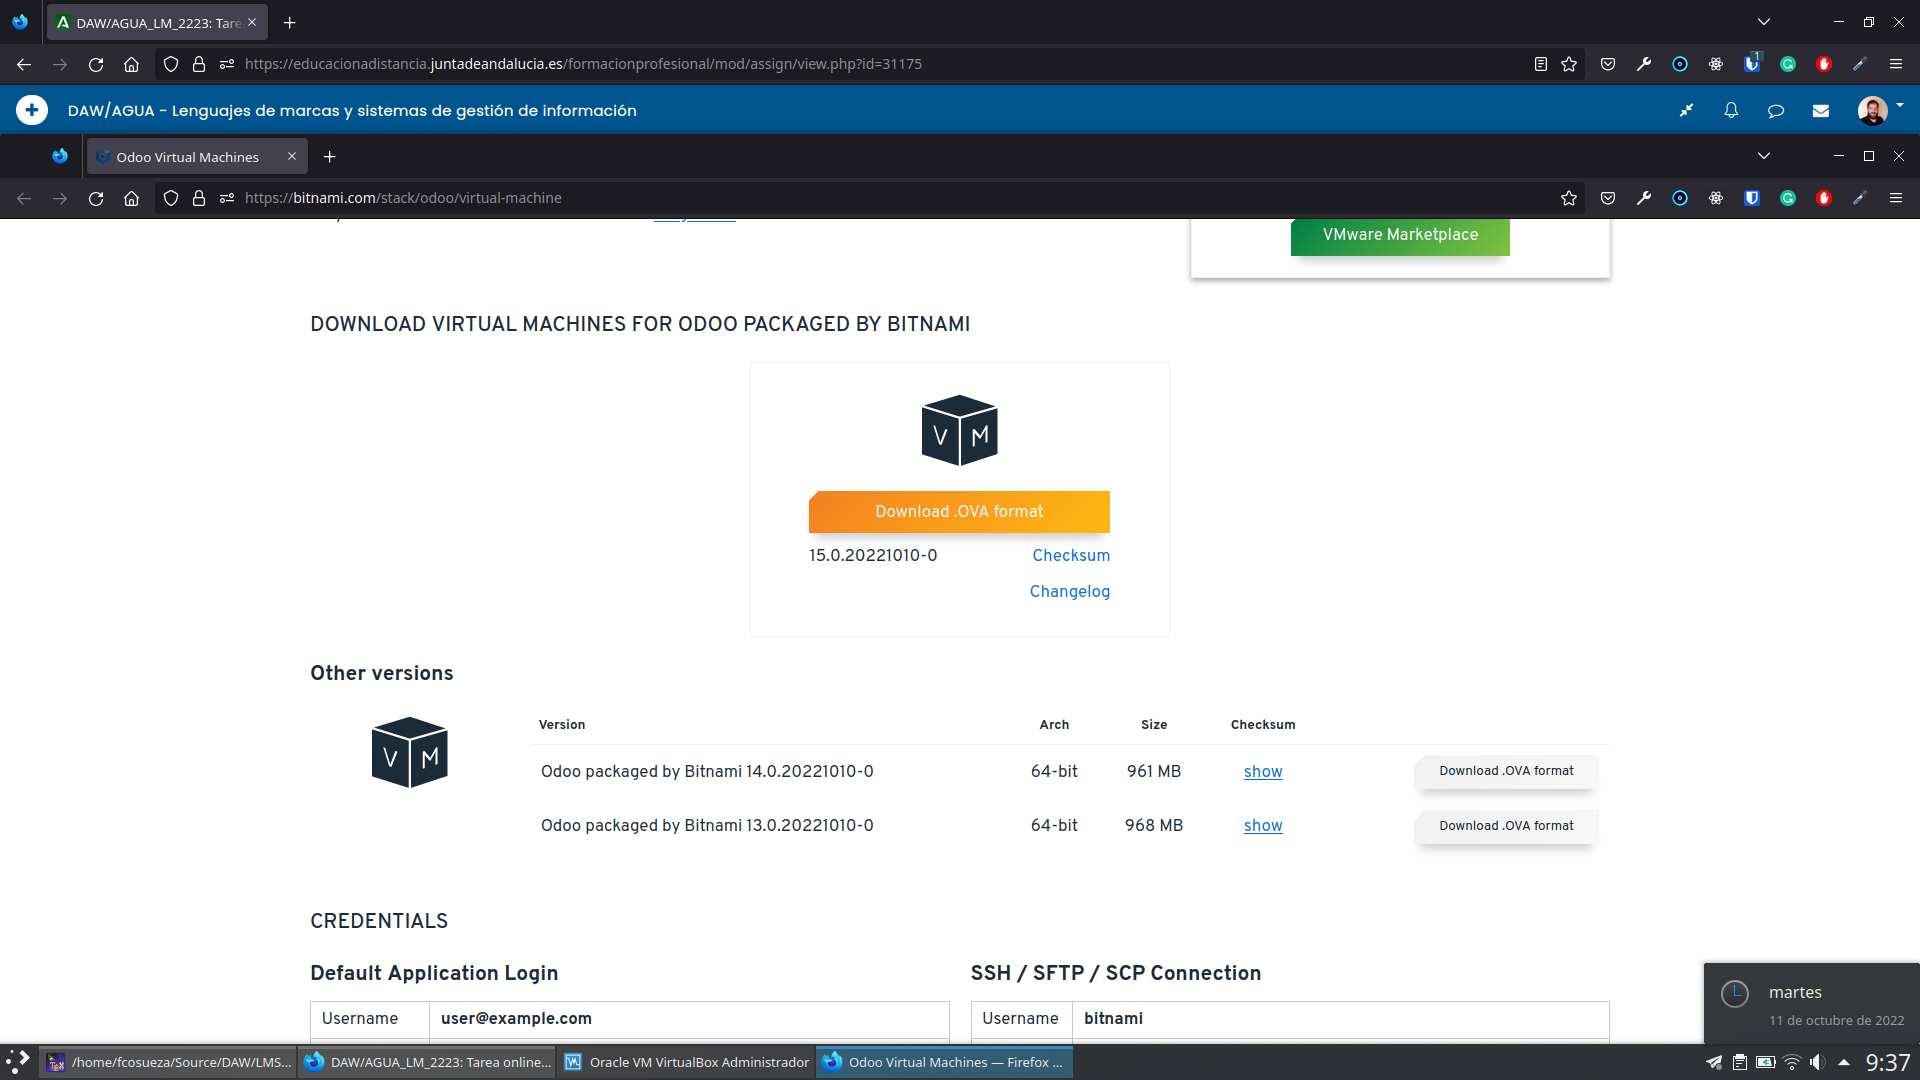 DAW/AGUA_LM_2223: Tare
https://educacionadistancia.juntadeandalucia.es/formacionprofesional/mod/assign/view.php?id=31175
1
DAW/AGUA - Lenguajes de marcas y sistemas de gestión de información
Odoo Virtual Machines
https://bitnami.com/stack/odoo/virtual-machine
VMware Marketplace
DOWNLOAD VIRTUAL MACHINES FOR ODOO PACKAGED BY BITNAMI
V M
Download .OVA format
15.0.20221010-0 Checksum
Changelog
Other versions
V M
Version Arch Size Checksum
Odoo packaged by Bitnami 14.0.20221010-0 64-bit 961 MB show Download .OVA format
Odoo packaged by Bitnami 13.0.20221010-0 64-bit 968 MB show Download .OVA format
CREDENTIALS
Default Application Login SSH / SFTP / SCP Connection
Username user@example.com Username bitnami
martes
11 de octubre de 2022
/home/fcosueza/Source/DAW/LMS... DAW/AGUA_LM_2223: Tarea online... Oracle VM VirtualBox Administrador Odoo Virtual Machines — Firefox ... 9:37